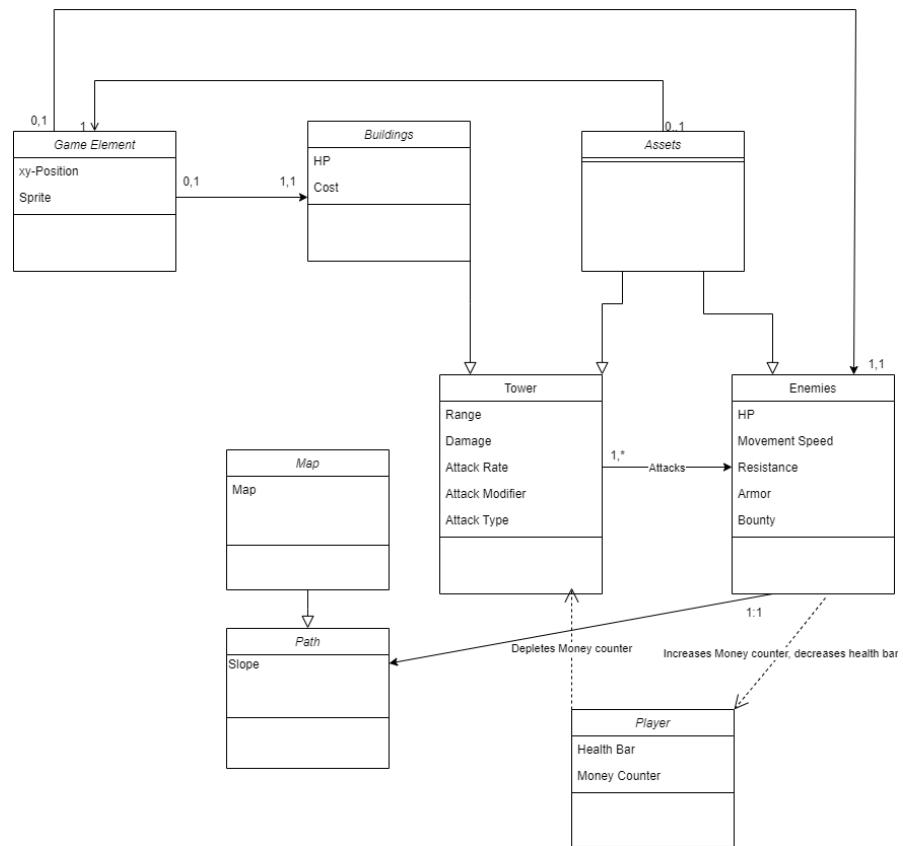 0,1
1
0..1
Game Element
xy-Position
Sprite
0,1
1,1
Buildings
HP
Cost
Assets
1,1
Tower
Range
Damage
Attack Rate
Attack Modifier
Attack Type
1,*
Attacks
Enemies
HP
Movement Speed
Resistance
Armor
Bounty
Map
Map
1:1
Path
Slope
Depletes Money counter
Increases Money counter, decreases health bar
Player
Health Bar
Money Counter